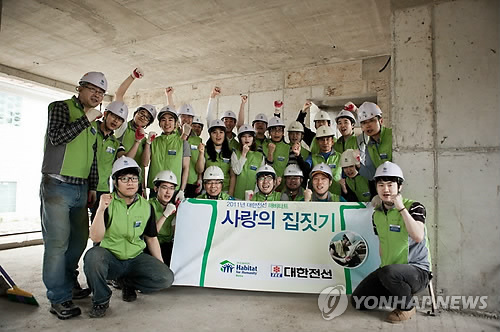 2011년 대한전선 해비타트
사랑의 집짓기
Habitat
for Humanity
TEC 대한전선
YONHAP NEWS